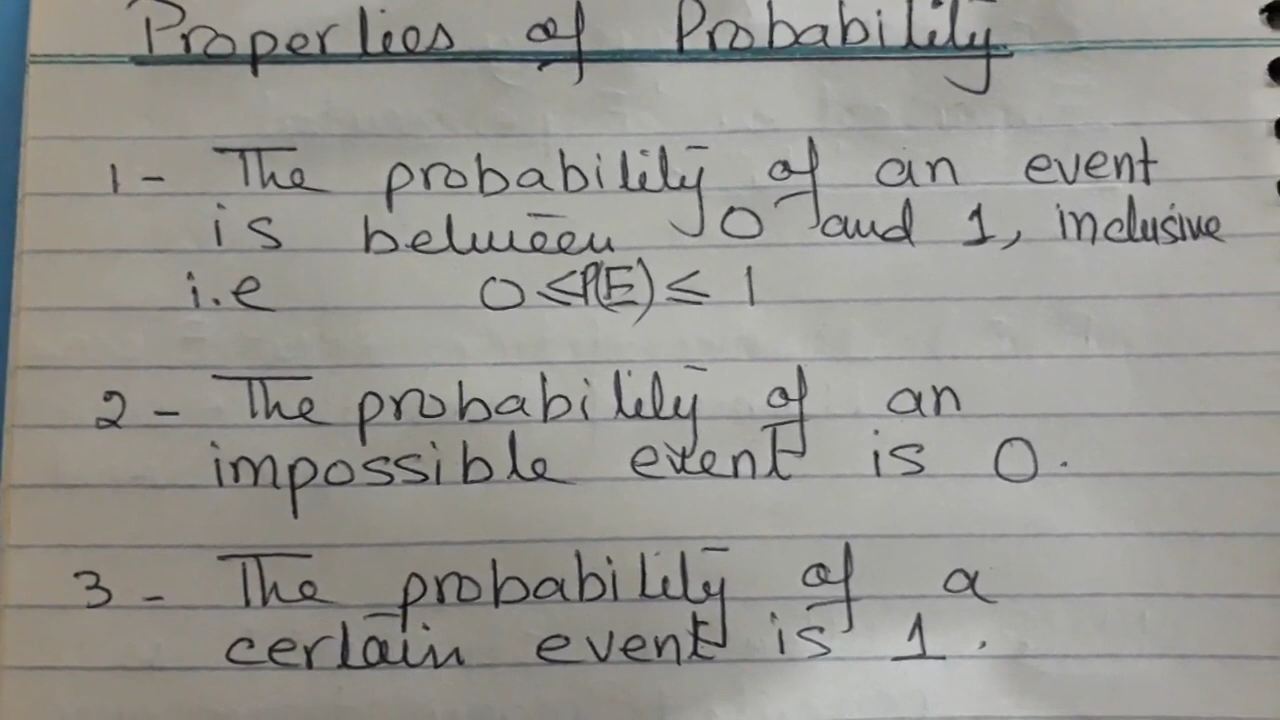 Properties of Probability
1- The probability of an event
is between 0 and 1, inclusive
i.e 0≤P(E)≤ 1
2- The probability of an
impossible event is 0.
3- The probability of a
certain event is 1.